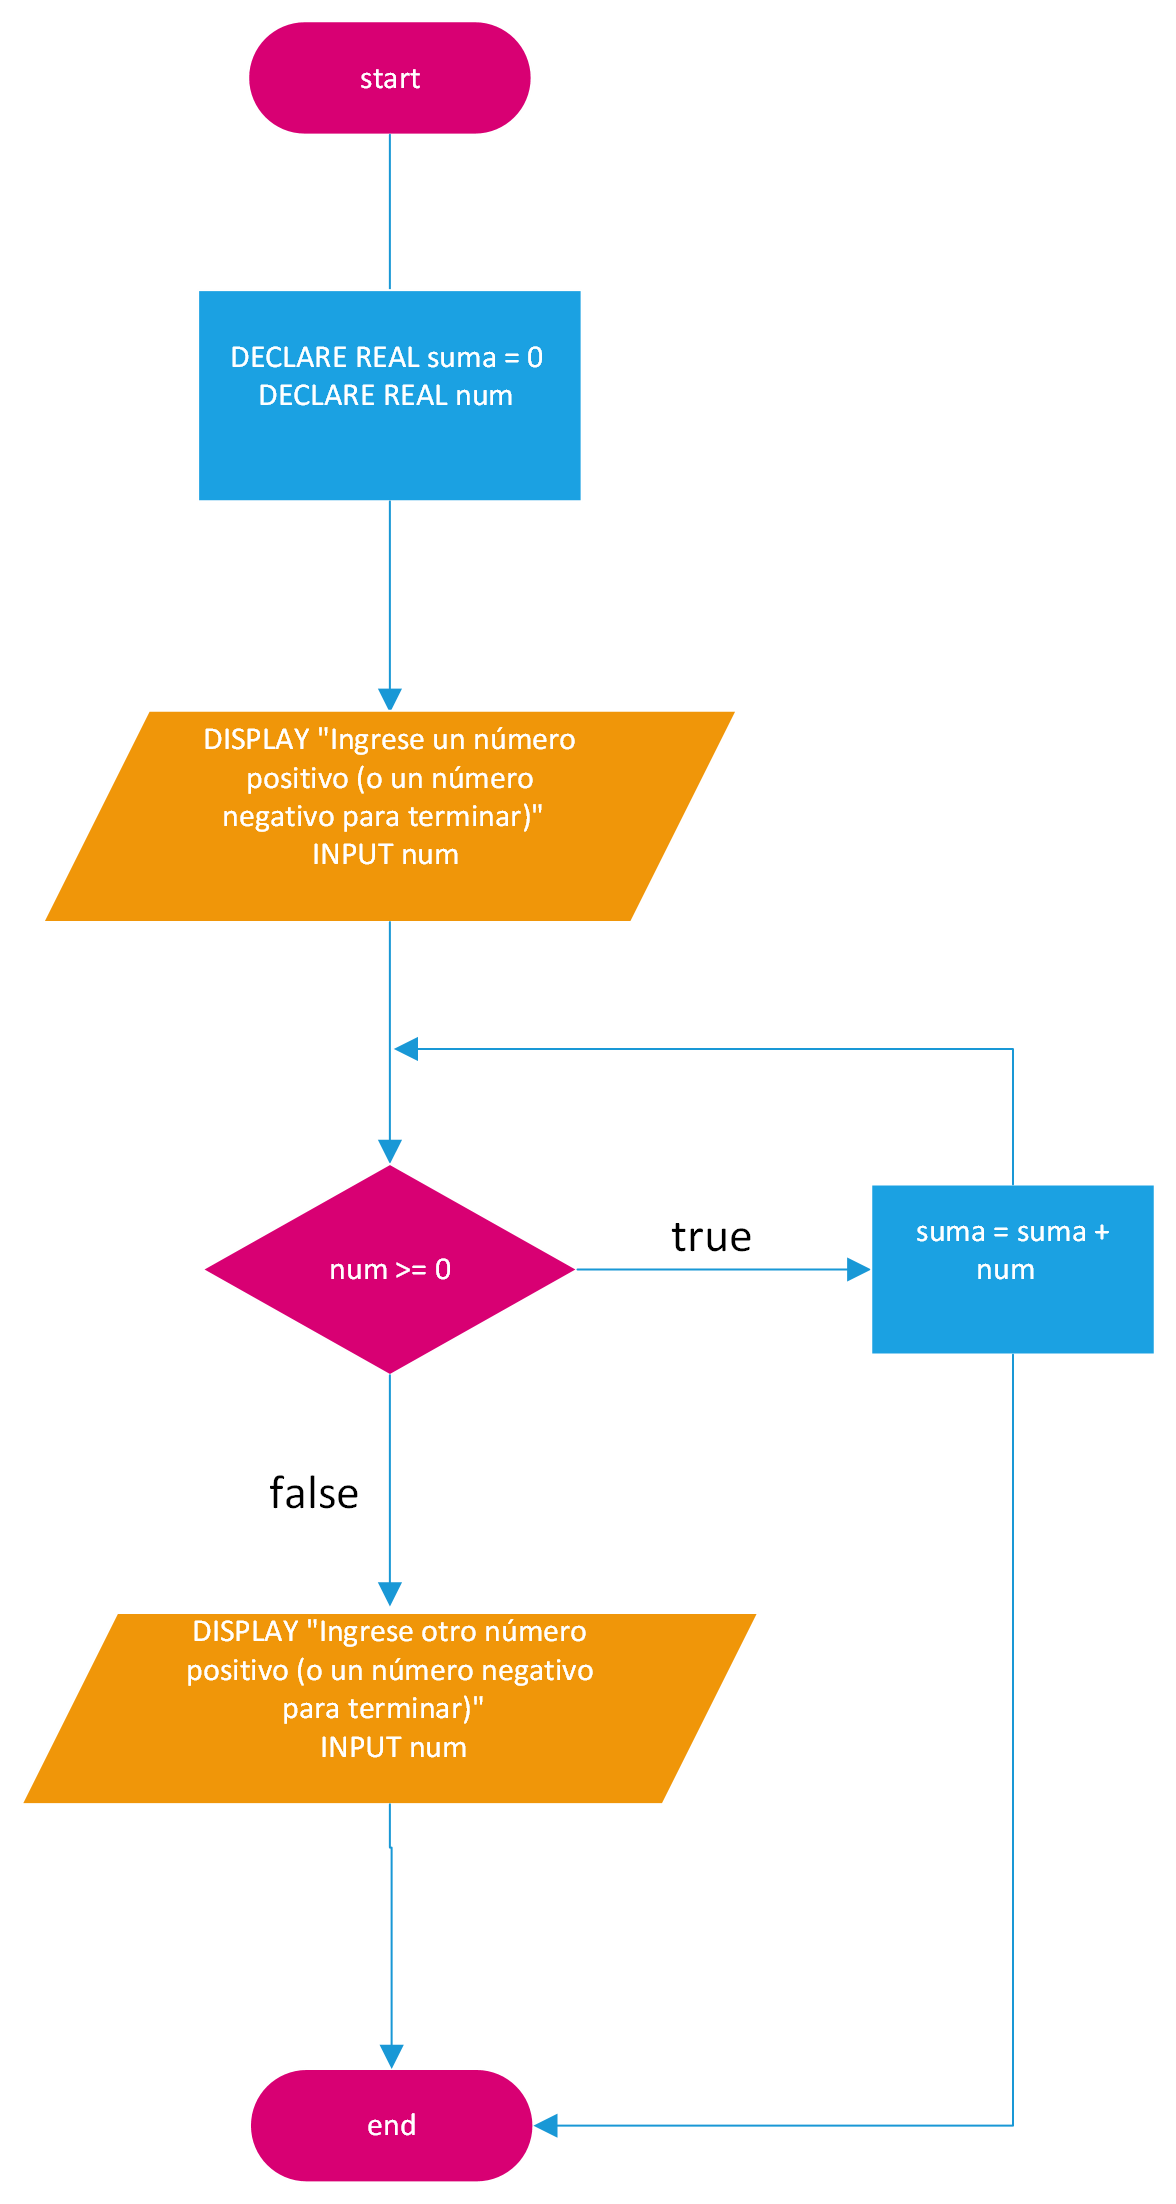 start
DECLARE REAL suma = 0
DECLARE REAL num
DISPLAY "Ingrese un número
positivo (o un número
negativo para terminar)"
INPUT num
num >= 0
true
suma = suma +
num
false
DISPLAY "Ingrese otro número
positivo (o un número negativo
para terminar)"
INPUT num
end